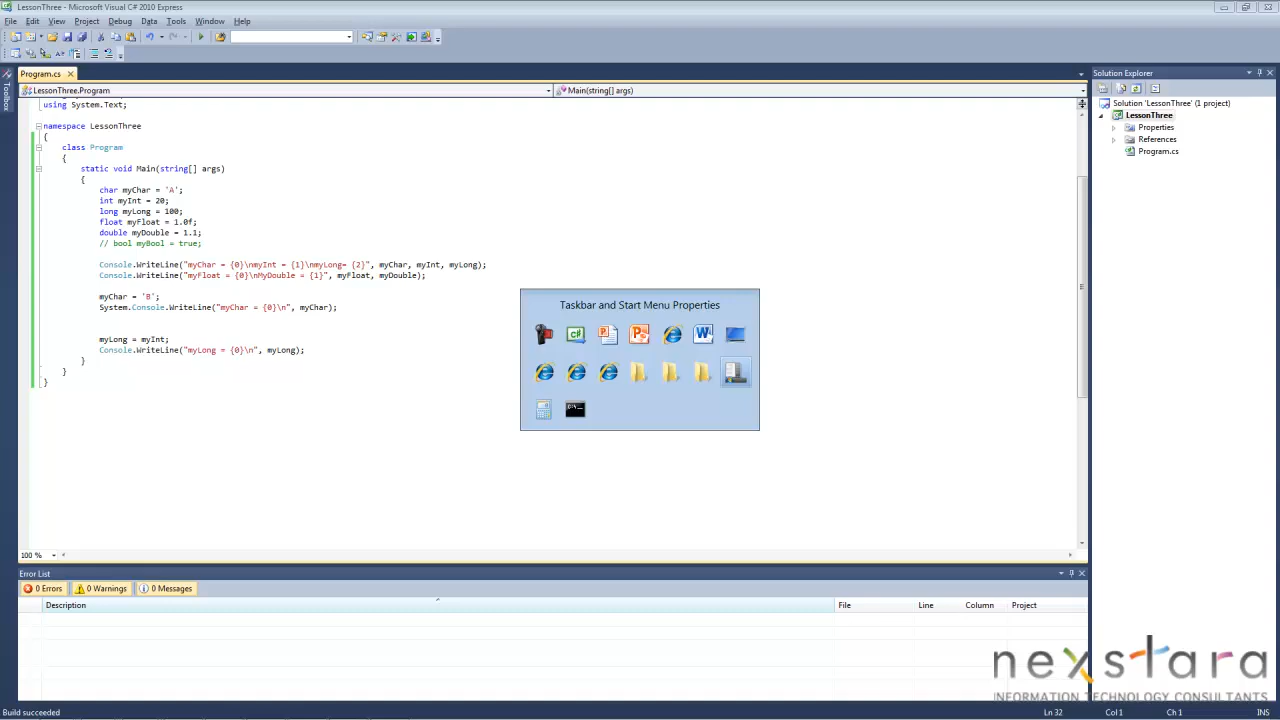 LessonThree - Microsoft Visual C# 2010 Express
File Edit View Project Debug Data Tools Window Help
Program.cs
LessonThree.Program
Main(string[] args)
using System.Text;
namespace LessonThree
{
class Program
{
static void Main(string[] args)
{
char myChar = 'A';
int myInt = 20;
long myLong = 100;
float myFloat = 1.0f;
double myDouble = 1.1;
// bool myBool = true;
Console.WriteLine("myChar = {0}\nmyInt = {1}\nmyLong= {2}", myChar, myInt, myLong);
Console.WriteLine("myFloat = {0}\nMyDouble = {1}", myFloat, myDouble);
myChar = 'B';
System.Console.WriteLine("myChar = {0}\n", myChar);
myLong = myInt;
Console.WriteLine("myLong = {0}\n", myLong);
}
}
}
Toolbox
Taskbar and Start Menu Properties
Solution Explorer
Solution 'LessonThree' (1 project)
LessonThree
Properties
References
Program.cs
100 %
Error List
0 Errors 0 Warnings 0 Messages
Description File Line Column Project
nexstara
INFORMATION TECHNOLOGY CONSULTANTS
Build succeeded Ln 32 Col 1 Ch 1 INS